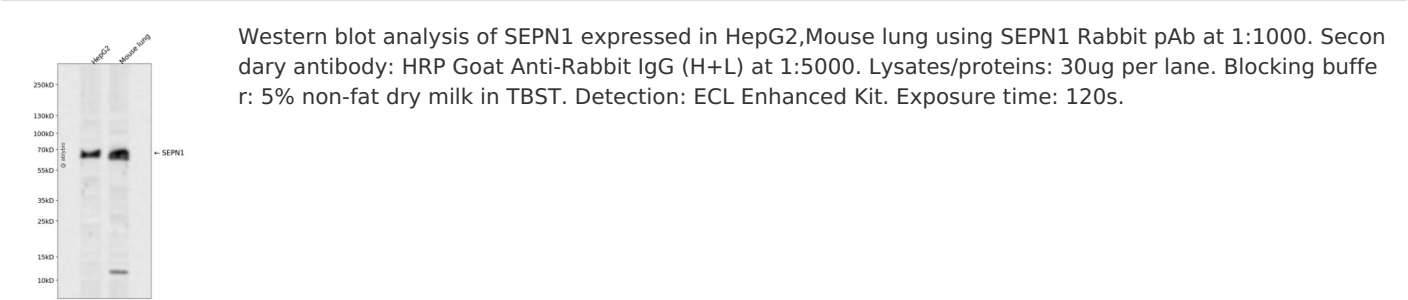 HepG2
Mouse lung
250kD
130kD
100kD
70kD
← SEPN1
55kD
35kD
25kD
15kD
10kD
@ abbybio
Western blot analysis of SEPN1 expressed in HepG2,Mouse lung using SEPN1 Rabbit pAb at 1:1000. Secon
dary antibody: HRP Goat Anti-Rabbit IgG (H+L) at 1:5000. Lysates/proteins: 30ug per lane. Blocking buffe
r: 5% non-fat dry milk in TBST. Detection: ECL Enhanced Kit. Exposure time: 120s.